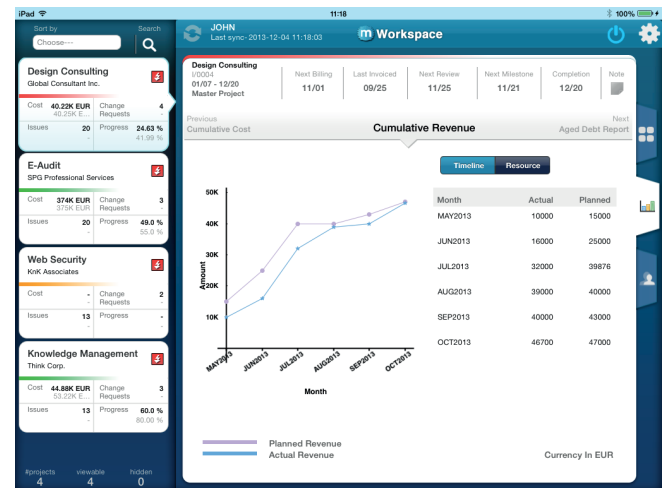 iPad
11:18
100%
Sort by
Search
Choose---
JOHN
Last sync- 2013-12-04 11:18:03
m Workspace
Design Consulting
Global Consultant Inc.
Cost 40.22K EUR Change 4
40.25K E... Requests -
Issues 20 Progress 24.63 %
- 41.99 %
E-Audit
SPG Professional Services
Cost 374K EUR Change 3
375K EUR Requests -
Issues 20 Progress 49.0 %
- 55.0 %
Web Security
KnK Associates
Cost - Change 2
- Requests -
Issues 13 Progress -
- -
Knowledge Management
Think Corp.
Cost 44.88K EUR Change 3
53.22K E... Requests -
Issues 13 Progress 60.0 %
- 80.00 %
#projects viewable hidden
4 4 0
Design Consulting
I/0004
01/07 - 12/20
Master Project
Next Billing Last Invoiced Next Review Next Milestone Completion Note
11/01 09/25 11/25 11/21 12/20
Previous
Cumulative Cost
Cumulative Revenue
Next
Aged Debt Report
Timeline Resource
50K
40K
30K
20K
10K
Amount
MAY2013 JUN2013 JUL2013 AUG2013 SEP2013 OCT2013
Month
Month Actual Planned
MAY2013 10000 15000
JUN2013 16000 25000
JUL2013 32000 39876
AUG2013 39000 40000
SEP2013 40000 43000
OCT2013 46700 47000
Planned Revenue
Actual Revenue
Currency In EUR